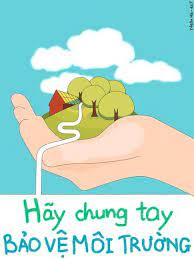 Hãy chung tay
BẢO VỆ MÔI TRƯỜNG